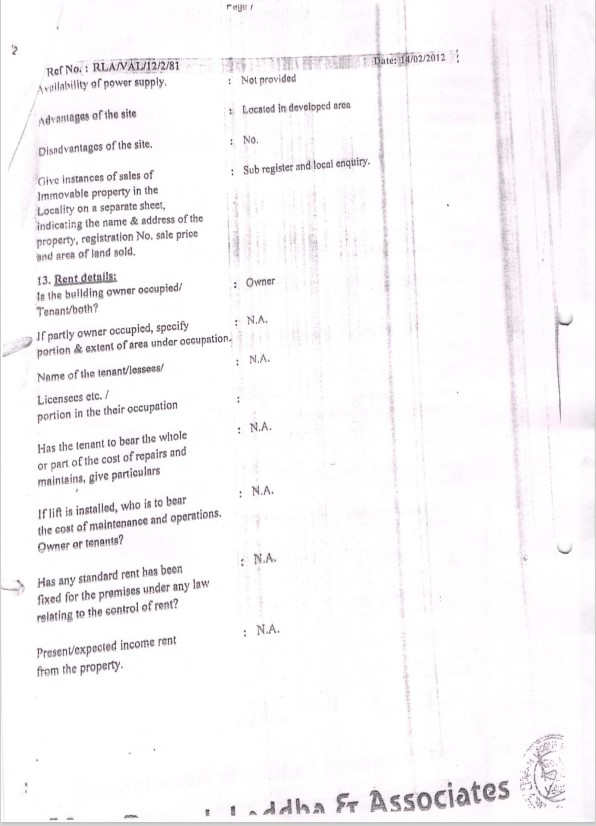 Page
2
Ref No. : RLA/VAL/12/2/81 Date: 14/02/2012
Availability of power supply. : Not provided
Advantages of the site : Located in developed area
Disadvantages of the site. : No.
Give instances of sales of : Sub register and local enquiry.
Immovable property in the
Locality on a separate sheet,
indicating the name & address of the
property, registration No. sale price
and area of land sold.
13. Rent details:
Is the building owner occupied/ : Owner
Tenant/both?
If partly owner occupied, specify : N.A.
portion & extent of area under occupation.
Name of the tenant/lessees/ : N.A.
Licensees etc. / :
portion in the their occupation
Has the tenant to bear the whole : N.A.
or part of the cost of repairs and
maintains, give particulars
If lift is installed, who is to bear : N.A.
the cost of maintenance and operations.
Owner or tenants?
Has any standard rent has been : N.A.
fixed for the premises under any law
relating to the control of rent?
Present/expected income rent : N.A.
from the property.
Laddha & Associates